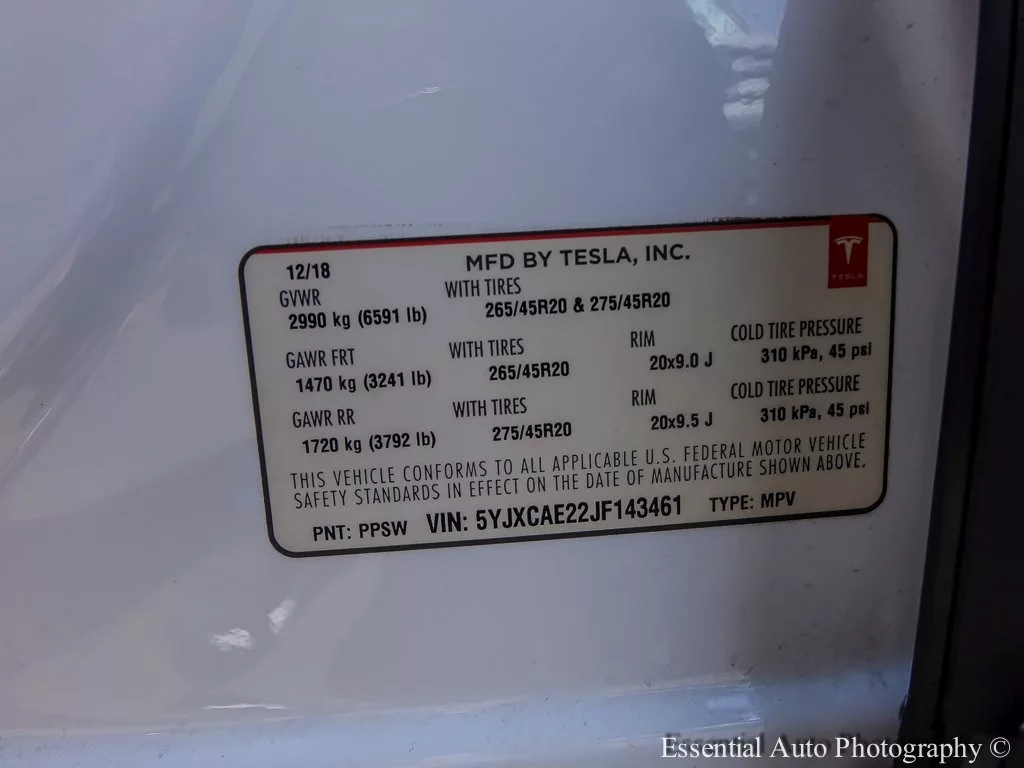 12/18 MFD BY TESLA, INC.
TESLA
GVWR WITH TIRES
2990 kg (6591 lb) 265/45R20 & 275/45R20
GAWR FRT WITH TIRES RIM COLD TIRE PRESSURE
1470 kg (3241 lb) 265/45R20 20x9.0 J 310 kPa, 45 psi
GAWR RR WITH TIRES RIM COLD TIRE PRESSURE
1720 kg (3792 lb) 275/45R20 20x9.5 J 310 kPa, 45 psi
THIS VEHICLE CONFORMS TO ALL APPLICABLE U.S. FEDERAL MOTOR VEHICLE
SAFETY STANDARDS IN EFFECT ON THE DATE OF MANUFACTURE SHOWN ABOVE.
PNT: PPSW VIN: 5YJXCAE22JF143461 TYPE: MPV
Essential Auto Photography ©